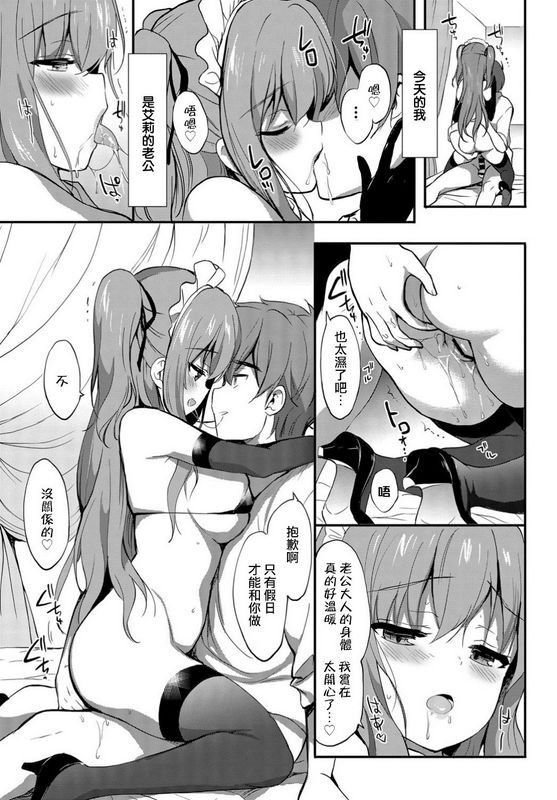 今天的我
嗯♡
…
唔嗯♡
是艾莉的老公
也太濕了吧…
唔
不
沒關係的♡
抱歉啊
只有假日
才能和你做
老公大人的身體
真的好溫暖
我實在
太開心了…♡